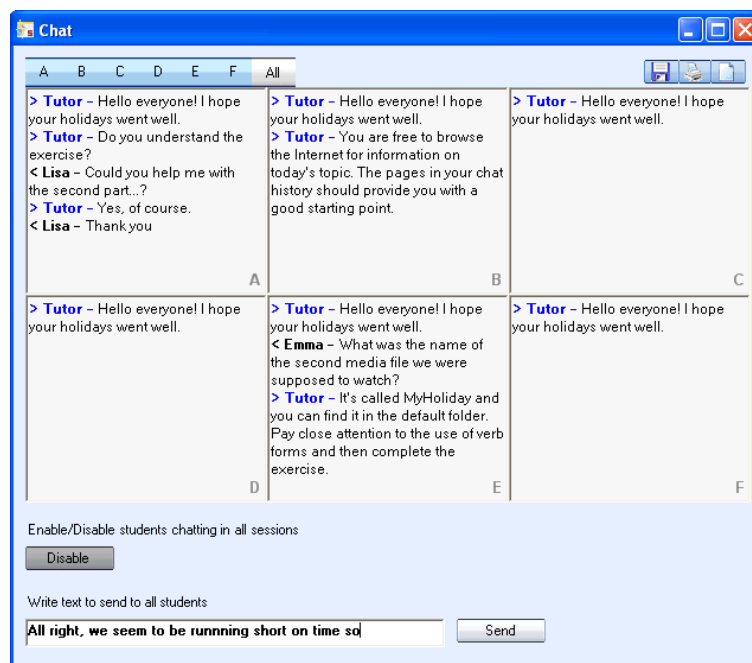 Chat
A B C D E F All
> Tutor - Hello everyone! I hope
your holidays went well.
> Tutor - Do you understand the
exercise?
< Lisa - Could you help me with
the second part...?
> Tutor - Yes, of course.
< Lisa - Thank you
A
> Tutor - Hello everyone! I hope
your holidays went well.
> Tutor - You are free to browse
the Internet for information on
today's topic. The pages in your chat
history should provide you with a
good starting point.
B
> Tutor - Hello everyone! I hope
your holidays went well.
C
> Tutor - Hello everyone! I hope
your holidays went well.
D
> Tutor - Hello everyone! I hope
your holidays went well.
< Emma - What was the name of
the second media file we were
supposed to watch?
> Tutor - It's called MyHoliday and
you can find it in the default folder.
Pay close attention to the use of verb
forms and then complete the
exercise.
E
> Tutor - Hello everyone! I hope
your holidays went well.
F
Enable/Disable students chatting in all sessions
Disable
Write text to send to all students
All right, we seem to be runnning short on time so
Send